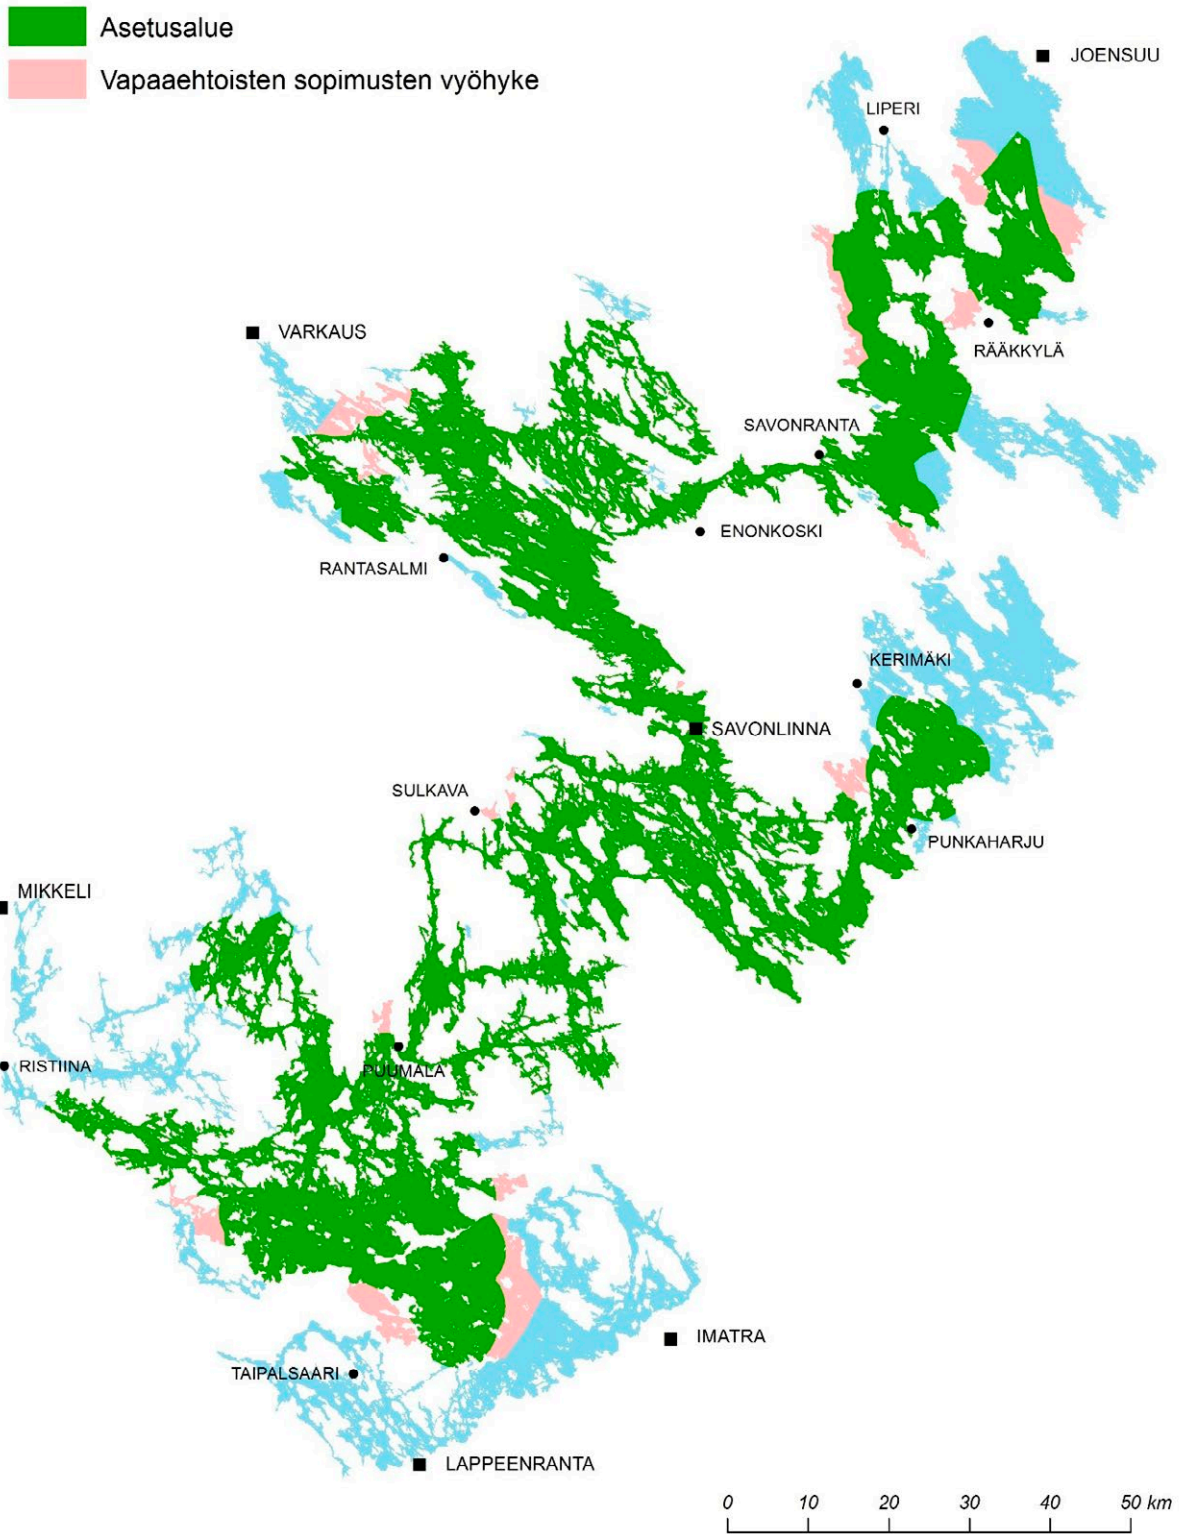 Asetusalue
Vapaaehtoisten sopimusten vyöhyke
JOENSUU
LIPERI
VARKAUS
RÄÄKKYLÄ
SAVONRANTA
ENONKOSKI
RANTASALMI
KERIMÄKI
SAVONLINNA
SULKAVA
PUNKAHARJU
MIKKELI
RISTIINA
PUUMALA
IMATRA
TAIPALSAARI
LAPPEENRANTA
0 10 20 30 40 50 km